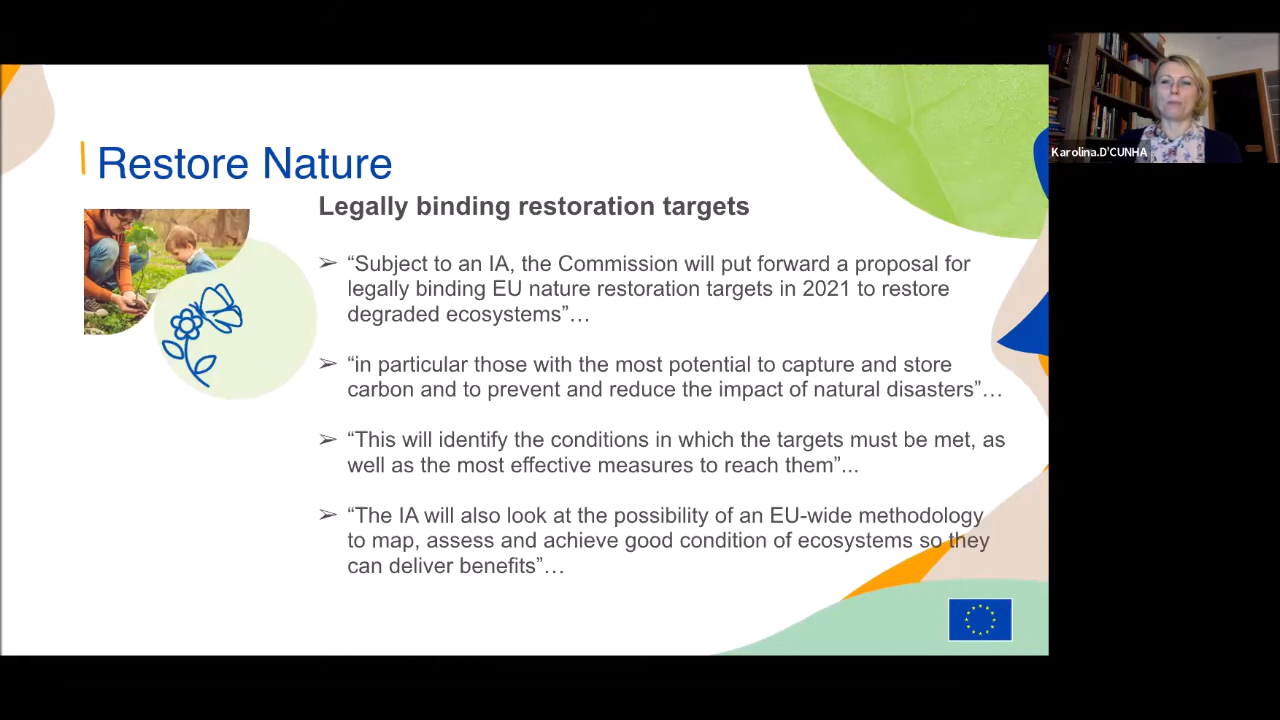 Restore Nature
Legally binding restoration targets
➢ “Subject to an IA, the Commission will put forward a proposal for
legally binding EU nature restoration targets in 2021 to restore
degraded ecosystems”…
➢ “in particular those with the most potential to capture and store
carbon and to prevent and reduce the impact of natural disasters”…
➢ “This will identify the conditions in which the targets must be met, as
well as the most effective measures to reach them”...
➢ “The IA will also look at the possibility of an EU-wide methodology
to map, assess and achieve good condition of ecosystems so they
can deliver benefits”…
Karolina.D'CUNHA